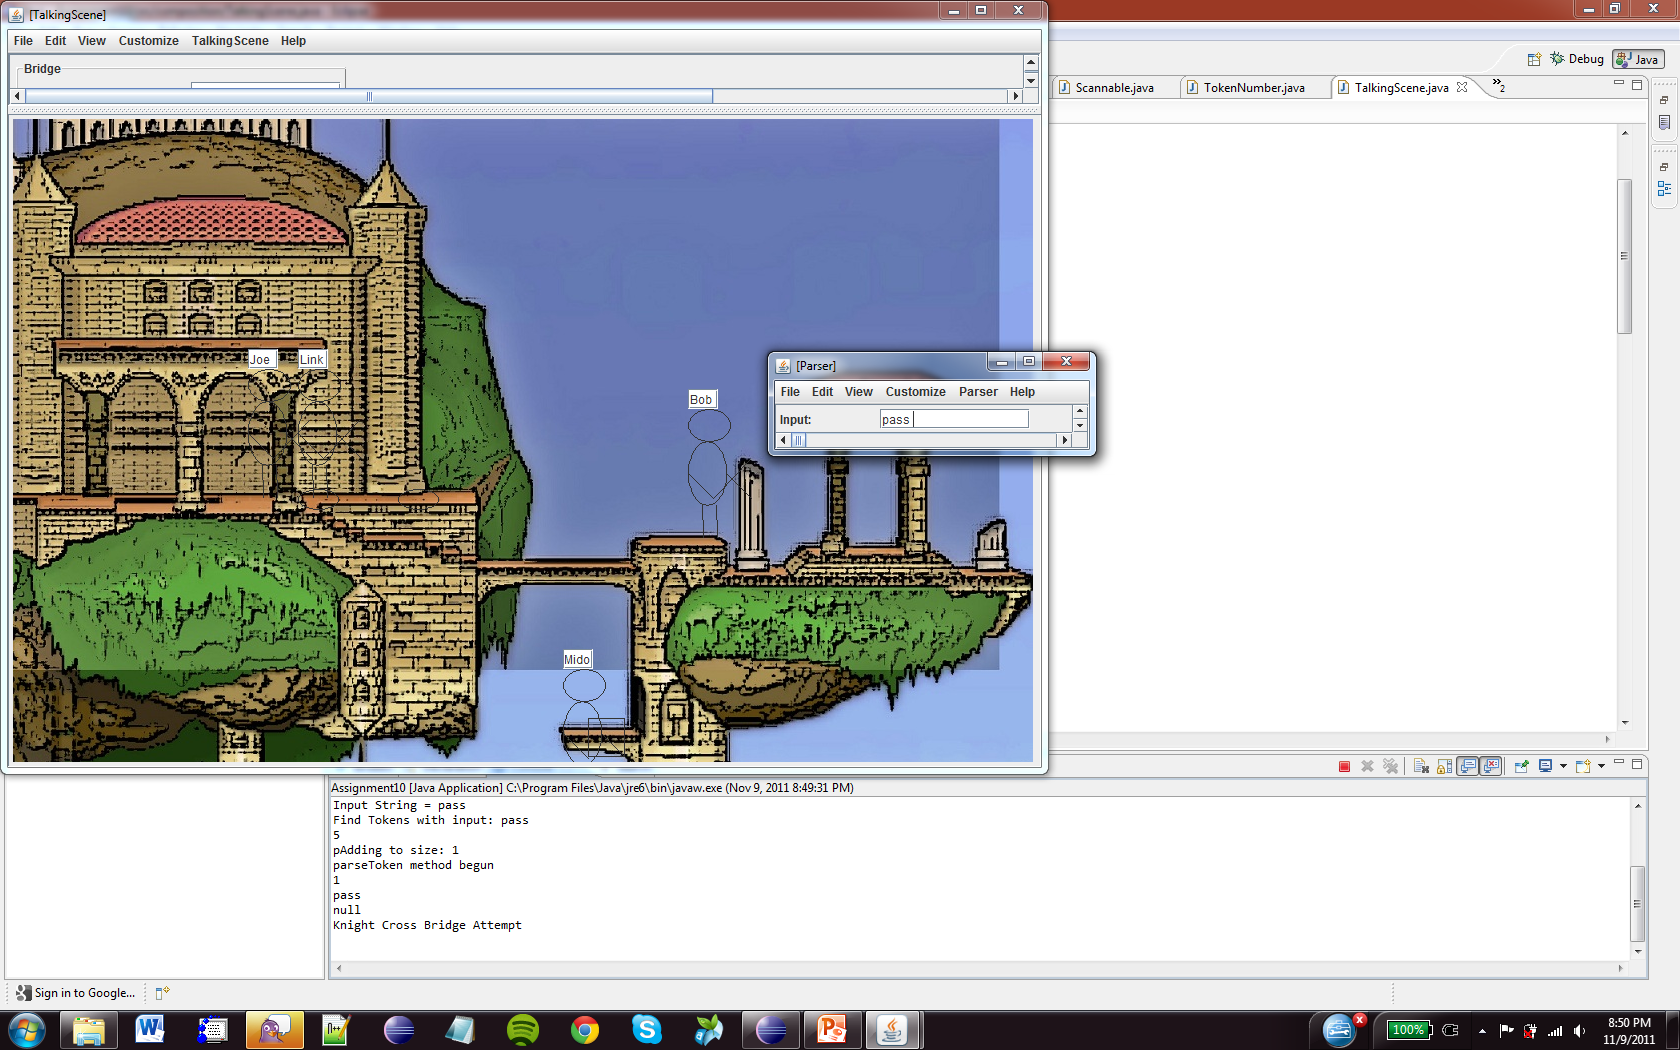 [TalkingScene]
File Edit View Customize TalkingScene Help
Bridge
Debug
Java
Scannable.java
TokenNumber.java
TalkingScene.java
2
Joe
Link
Bob
Mido
[Parser]
File Edit View Customize Parser Help
Input: pass
Assignment10 [Java Application] C:\Program Files\Java\jre6\bin\javaw.exe (Nov 9, 2011 8:49:31 PM)
Input String = pass
Find Tokens with input: pass
5
pAdding to size: 1
parseToken method begun
1
pass
null
Knight Cross Bridge Attempt
Sign in to Google...
100%
8:50 PM
11/9/2011